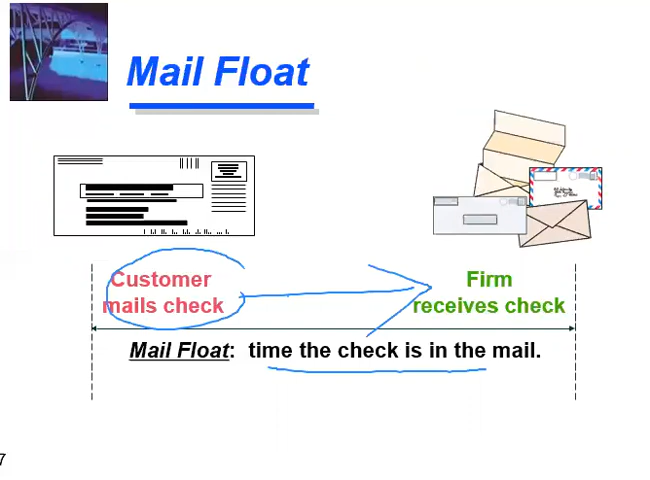 Mail Float
Customer
mails check
Firm
receives check
Mail Float: time the check is in the mail.
7